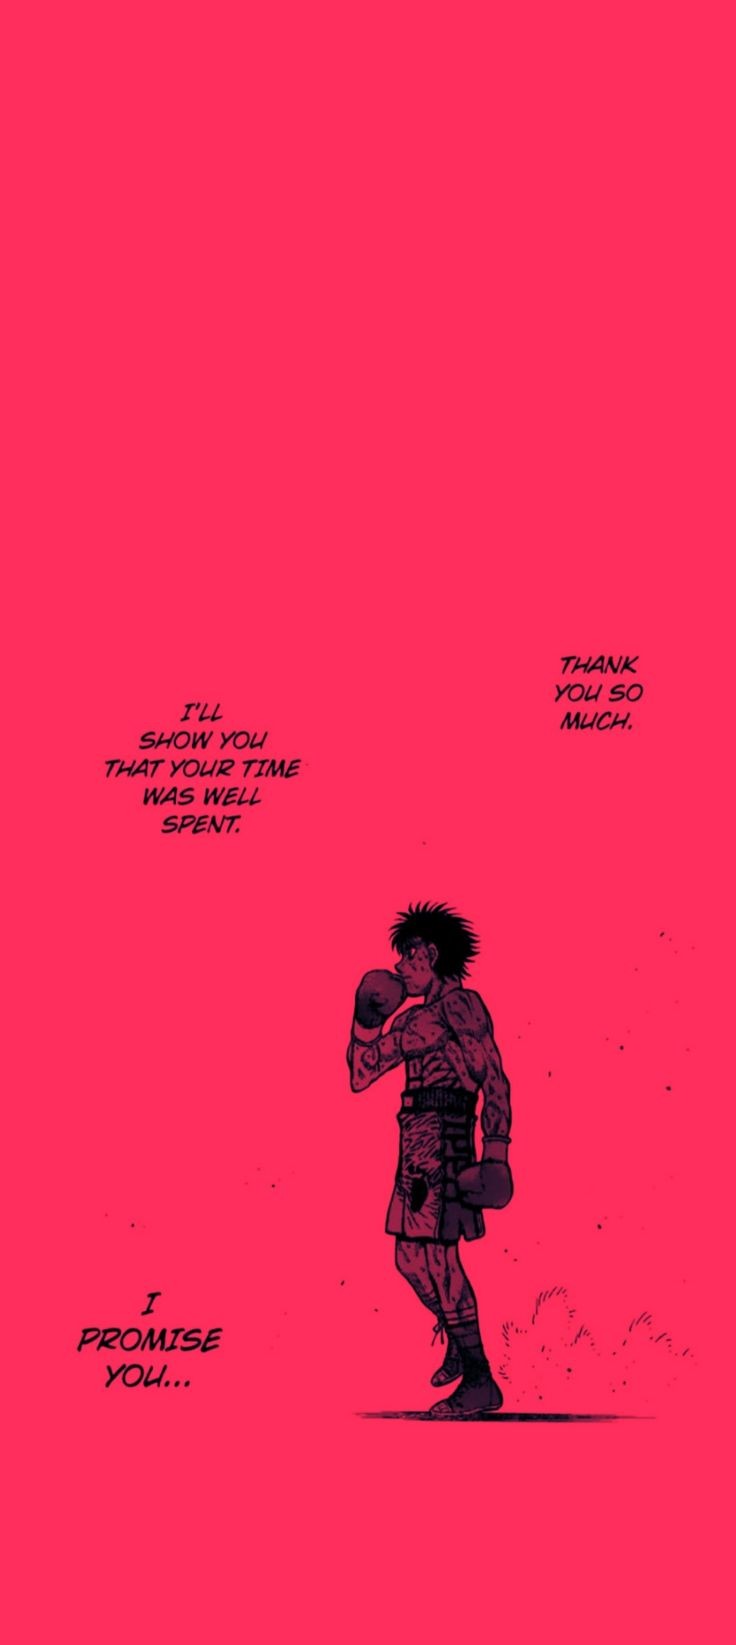 THANK
YOU SO
MUCH.
I'LL
SHOW YOU
THAT YOUR TIME
WAS WELL
SPENT.
I
PROMISE
YOU...